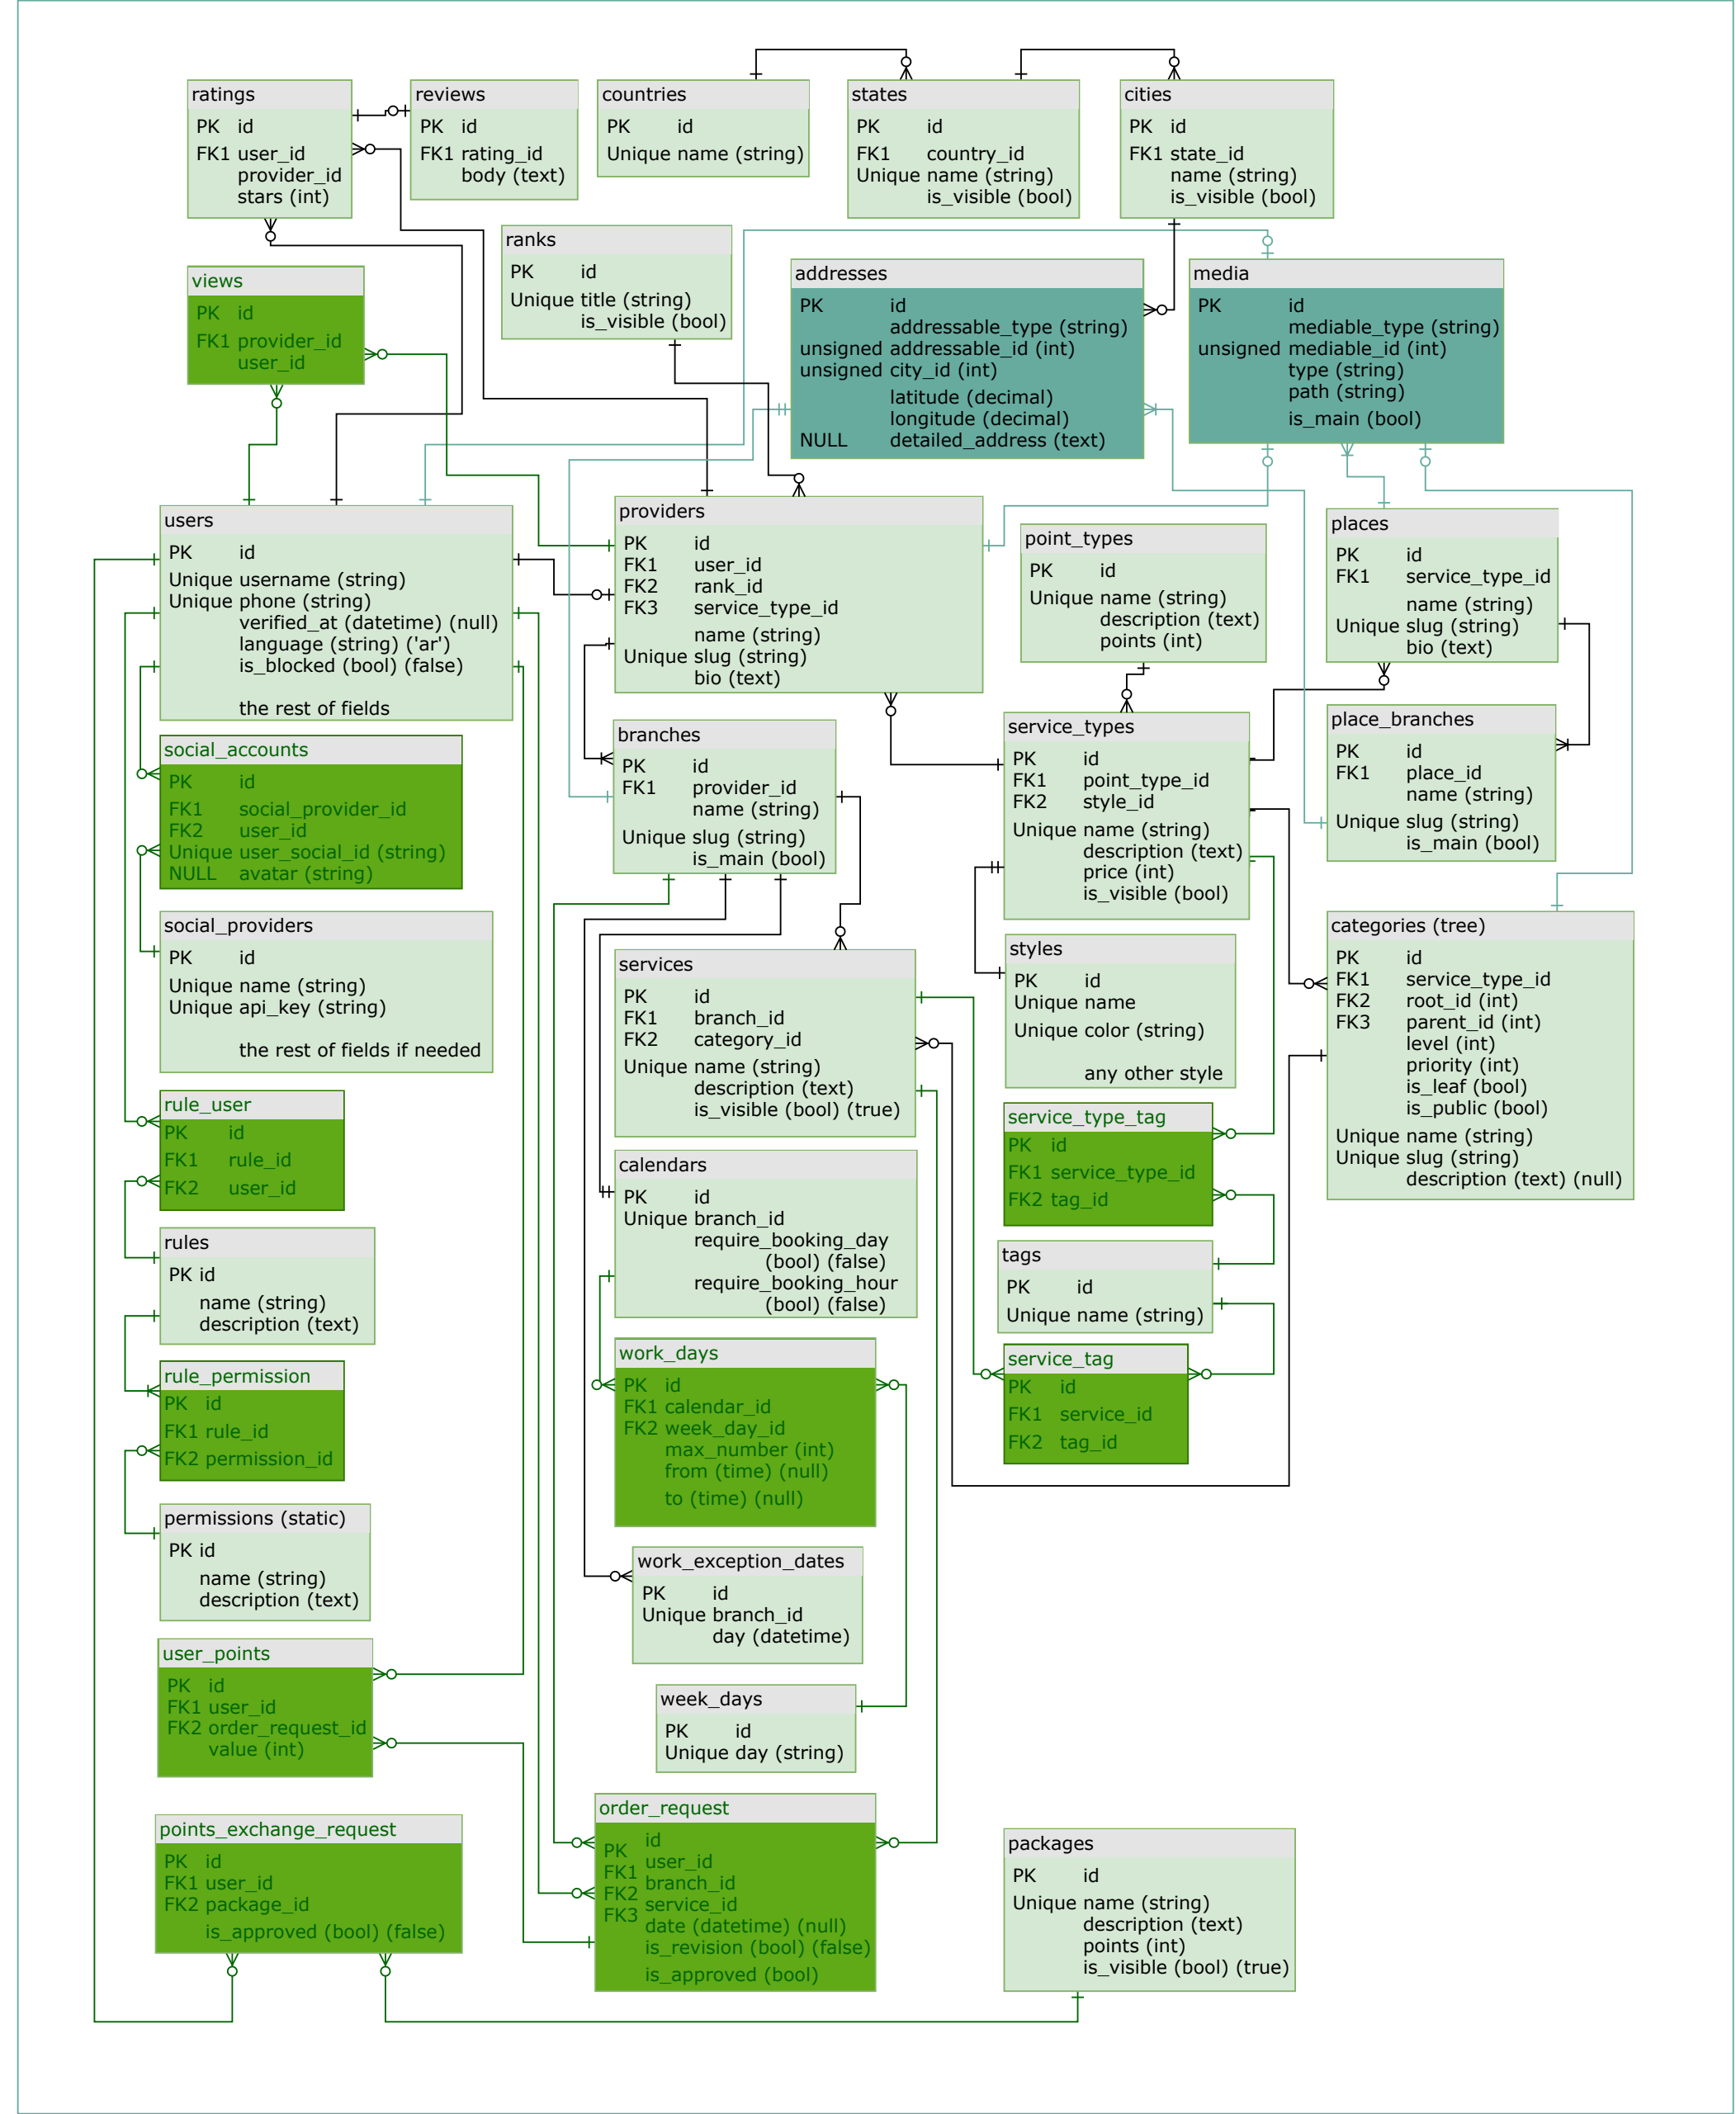 ratings
PK id
FK1 user_id
provider_id
stars (int)
reviews
PK id
FK1 rating_id
body (text)
countries
PK id
Unique name (string)
states
PK id
FK1 country_id
Unique name (string)
is_visible (bool)
cities
PK id
FK1 state_id
name (string)
is_visible (bool)
views
PK id
FK1 provider_id
user_id
ranks
PK id
Unique title (string)
is_visible (bool)
addresses
PK id
addressable_type (string)
unsigned addressable_id (int)
unsigned city_id (int)
latitude (decimal)
longitude (decimal)
NULL detailed_address (text)
media
PK id
mediable_type (string)
unsigned mediable_id (int)
type (string)
path (string)
is_main (bool)
users
PK id
Unique username (string)
Unique phone (string)
verified_at (datetime) (null)
language (string) ('ar')
is_blocked (bool) (false)
the rest of fields
providers
PK id
FK1 user_id
FK2 rank_id
FK3 service_type_id
name (string)
Unique slug (string)
bio (text)
point_types
PK id
Unique name (string)
description (text)
points (int)
places
PK id
FK1 service_type_id
name (string)
Unique slug (string)
bio (text)
social_accounts
PK id
FK1 social_provider_id
FK2 user_id
Unique user_social_id (string)
NULL avatar (string)
branches
PK id
FK1 provider_id
name (string)
Unique slug (string)
is_main (bool)
service_types
PK id
FK1 point_type_id
FK2 style_id
Unique name (string)
description (text)
price (int)
is_visible (bool)
place_branches
PK id
FK1 place_id
name (string)
Unique slug (string)
is_main (bool)
social_providers
PK id
Unique name (string)
Unique api_key (string)
the rest of fields if needed
services
PK id
FK1 branch_id
FK2 category_id
Unique name (string)
description (text)
is_visible (bool) (true)
styles
PK id
Unique name
Unique color (string)
any other style
categories (tree)
PK id
FK1 service_type_id
FK2 root_id (int)
FK3 parent_id (int)
level (int)
priority (int)
is_leaf (bool)
is_public (bool)
Unique name (string)
Unique slug (string)
description (text) (null)
rule_user
PK id
FK1 rule_id
FK2 user_id
calendars
PK id
Unique branch_id
require_booking_day
(bool) (false)
require_booking_hour
(bool) (false)
service_type_tag
PK id
FK1 service_type_id
FK2 tag_id
rules
PK id
name (string)
description (text)
tags
PK id
Unique name (string)
rule_permission
PK id
FK1 rule_id
FK2 permission_id
work_days
PK id
FK1 calendar_id
FK2 week_day_id
max_number (int)
from (time) (null)
to (time) (null)
service_tag
PK id
FK1 service_id
FK2 tag_id
permissions (static)
PK id
name (string)
description (text)
work_exception_dates
PK id
Unique branch_id
day (datetime)
user_points
PK id
FK1 user_id
FK2 order_request_id
value (int)
week_days
PK id
Unique day (string)
points_exchange_request
PK id
FK1 user_id
FK2 package_id
is_approved (bool) (false)
order_request
PK id
FK1 user_id
FK2 branch_id
FK3 service_id
date (datetime) (null)
is_revision (bool) (false)
is_approved (bool)
packages
PK id
Unique name (string)
description (text)
points (int)
is_visible (bool) (true)